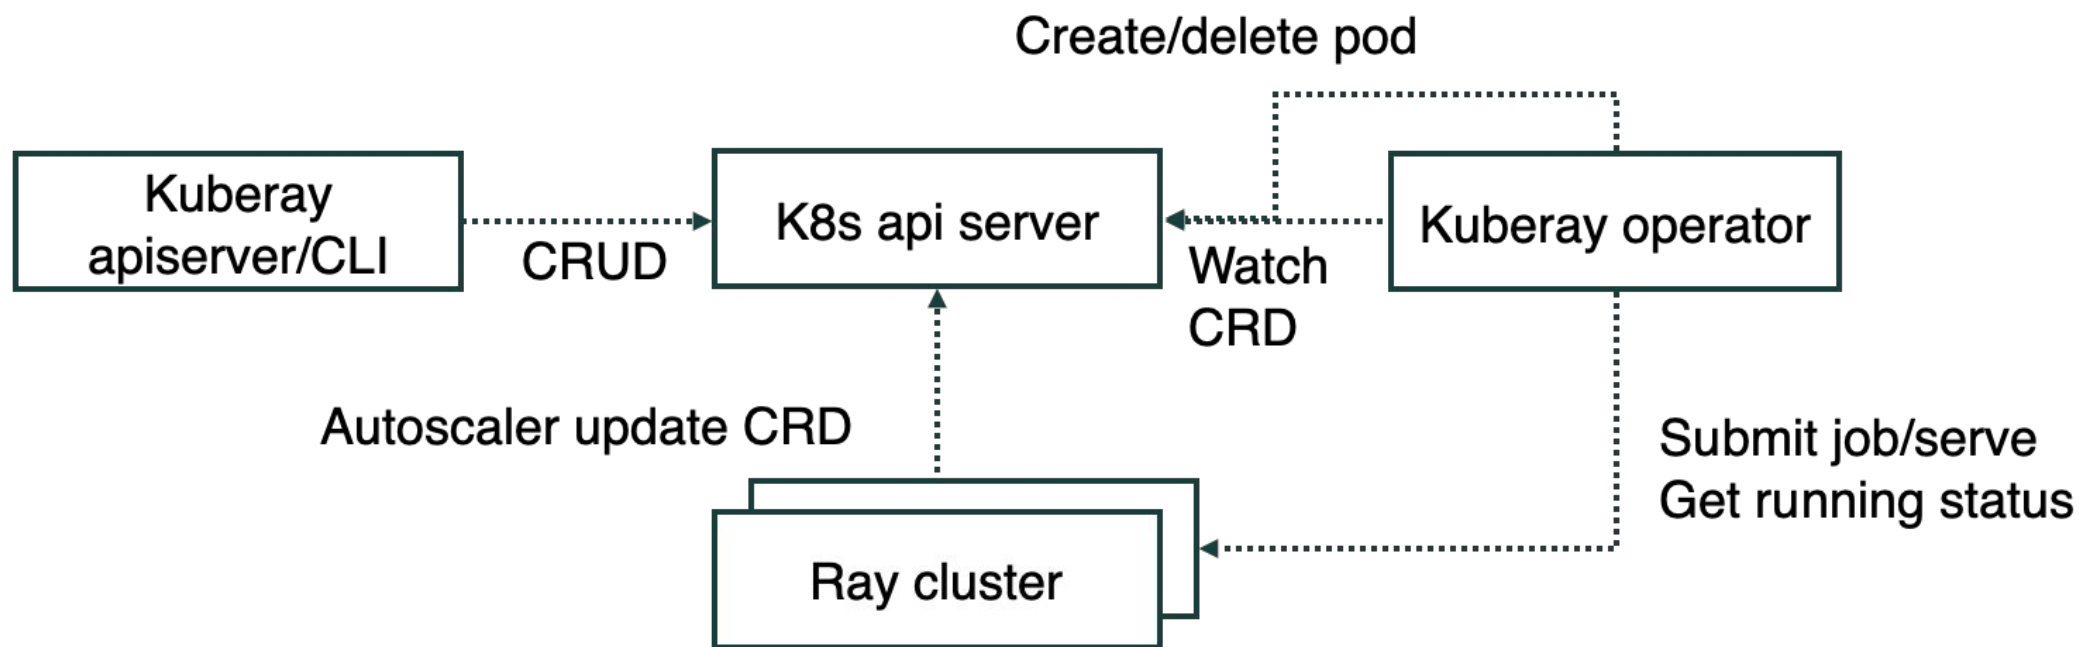 Create/delete pod
Kuberay
apiserver/CLI
CRUD
K8s api server
Watch
CRD
Kuberay operator
Autoscaler update CRD
Submit job/serve
Get running status
Ray cluster